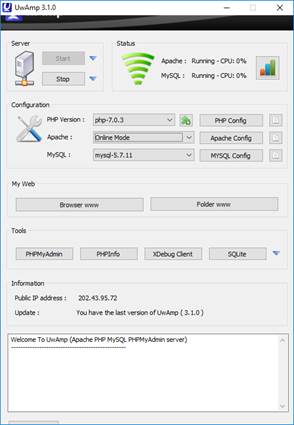 UwAmp 3.1.0
Server
Start
Stop
Status
Apache : Running - CPU: 0%
MySQL : Running - CPU: 0%
Configuration
PHP Version : php-7.0.3 PHP Config
Apache : Online Mode Apache Config
MySQL : mysql-5.7.11 MYSQL Config
My Web
Browser www Folder www
Tools
PHPMyAdmin PHPInfo XDebug Client SQLite
Information
Public IP address : 202.43.95.72
Update : You have the last version of UwAmp ( 3.1.0 )
Welcome To UwAmp (Apache PHP MySQL PHPMyAdmin server)
------------------------------------------------